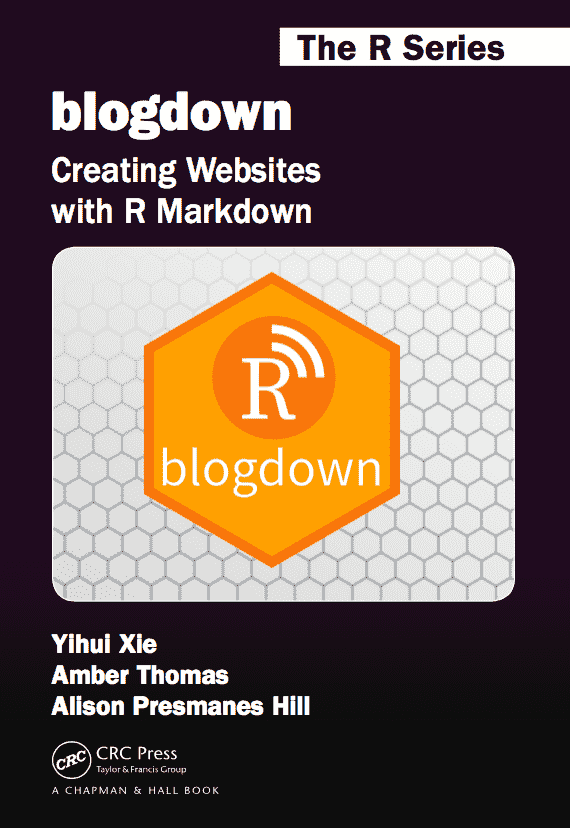 The R Series
blogdown
Creating Websites
with R Markdown
R
blogdown
Yihui Xie
Amber Thomas
Alison Presmanes Hill
CRC
CRC Press
Taylor & Francis Group
A CHAPMAN & HALL BOOK